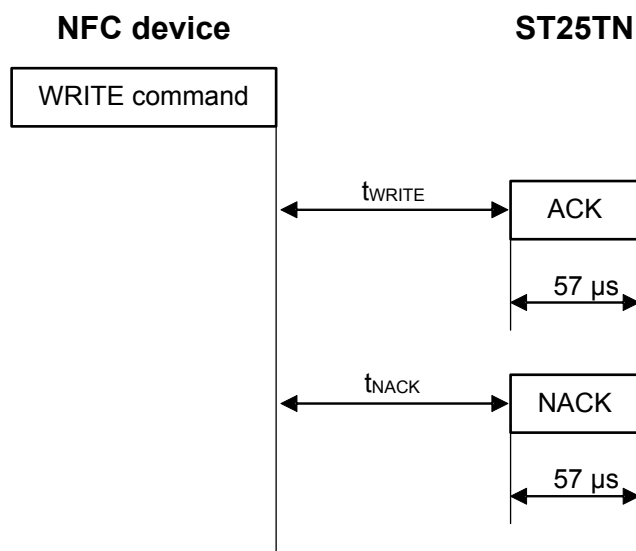 NFC device
ST25TN
WRITE command
tWRITE
ACK
57 µs
tNACK
NACK
57 µs